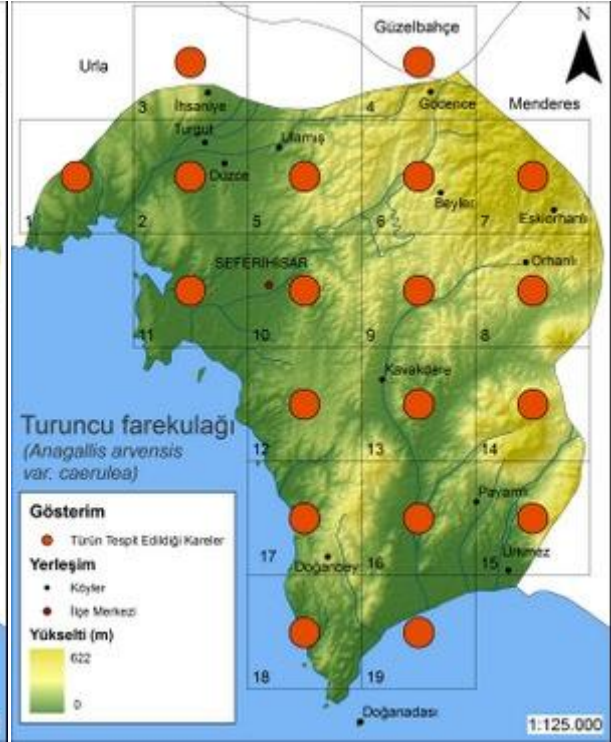 N
Güzelbahçe
Urla
3
İhsaniye
4
Gödence
Menderes
Turgut
Ulamış
Düzce
Beyler
Eskiorhanlı
1
2
5
6
7
SEFERİHİSAR
Orhanlı
11
10
9
8
Kavakdere
Turuncu farekulağı
(Anagallis arvensis
var. caerulea)
12
13
14
Gösterim
Türün Tespit Edildiği Kareler
Yerleşim
Köyler
İlçe Merkezi
Yükselti (m)
622
0
Payamlı
17
Doğanbey
16
15
Ürkmez
18
19
Doğanadası
1:125.000